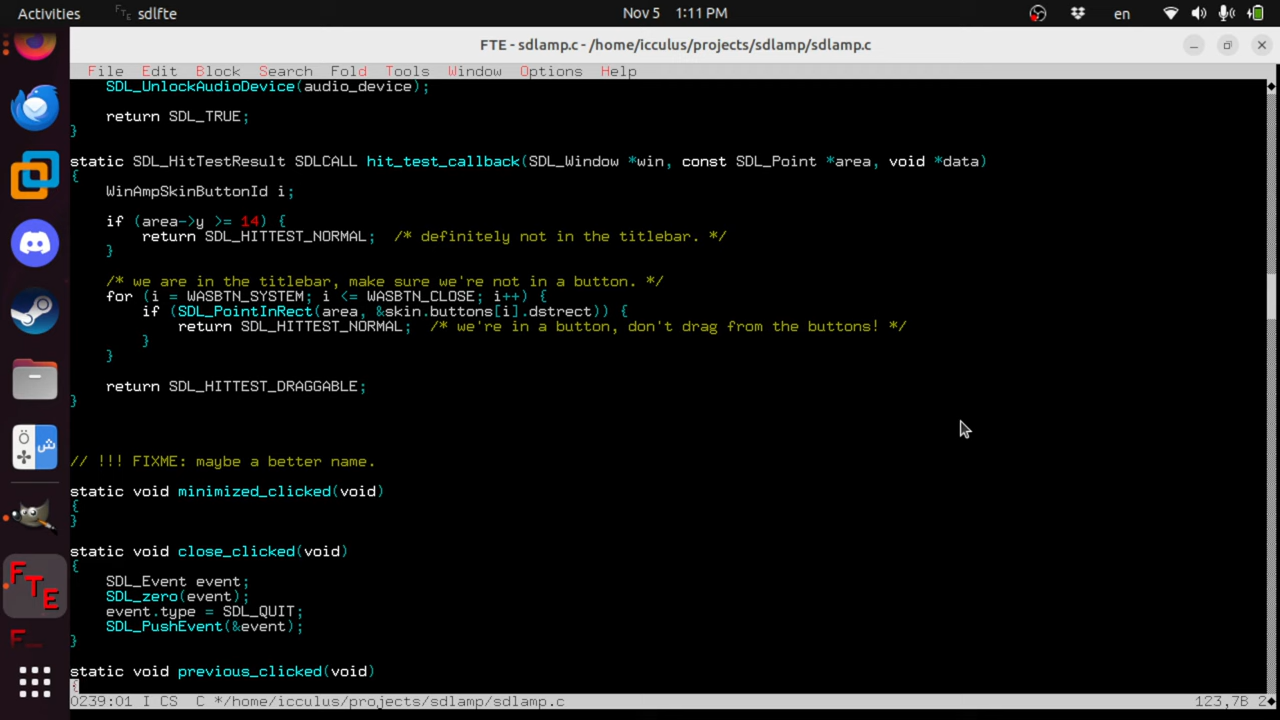 Activities
sdlfte
Nov 5 1:11 PM
en
FTE - sdlamp.c - /home/icculus/projects/sdlamp/sdlamp.c
File Edit Block Search Fold Tools Window Options Help
    SDL_UnlockAudioDevice(audio_device);
    return SDL_TRUE;
}
static SDL_HitTestResult SDLCALL hit_test_callback(SDL_Window *win, const SDL_Point *area, void *data)
{
    WinAmpSkinButtonId i;
    if (area->y >= 14) {
        return SDL_HITTEST_NORMAL;  /* definitely not in the titlebar. */
    }
    /* we are in the titlebar, make sure we're not in a button. */
    for (i = WASBTN_SYSTEM; i <= WASBTN_CLOSE; i++) {
        if (SDL_PointInRect(area, &skin.buttons[i].dstrect)) {
            return SDL_HITTEST_NORMAL;  /* we're in a button, don't drag from the buttons! */
        }
    }
    return SDL_HITTEST_DRAGGABLE;
}
// !!! FIXME: maybe a better name.
static void minimized_clicked(void)
{
}
static void close_clicked(void)
{
    SDL_Event event;
    SDL_zero(event);
    event.type = SDL_QUIT;
    SDL_PushEvent(&event);
}
static void previous_clicked(void)
{
0239:01 I CS  C */home/icculus/projects/sdlamp/sdlamp.c 123,7B 2
FTE
F_